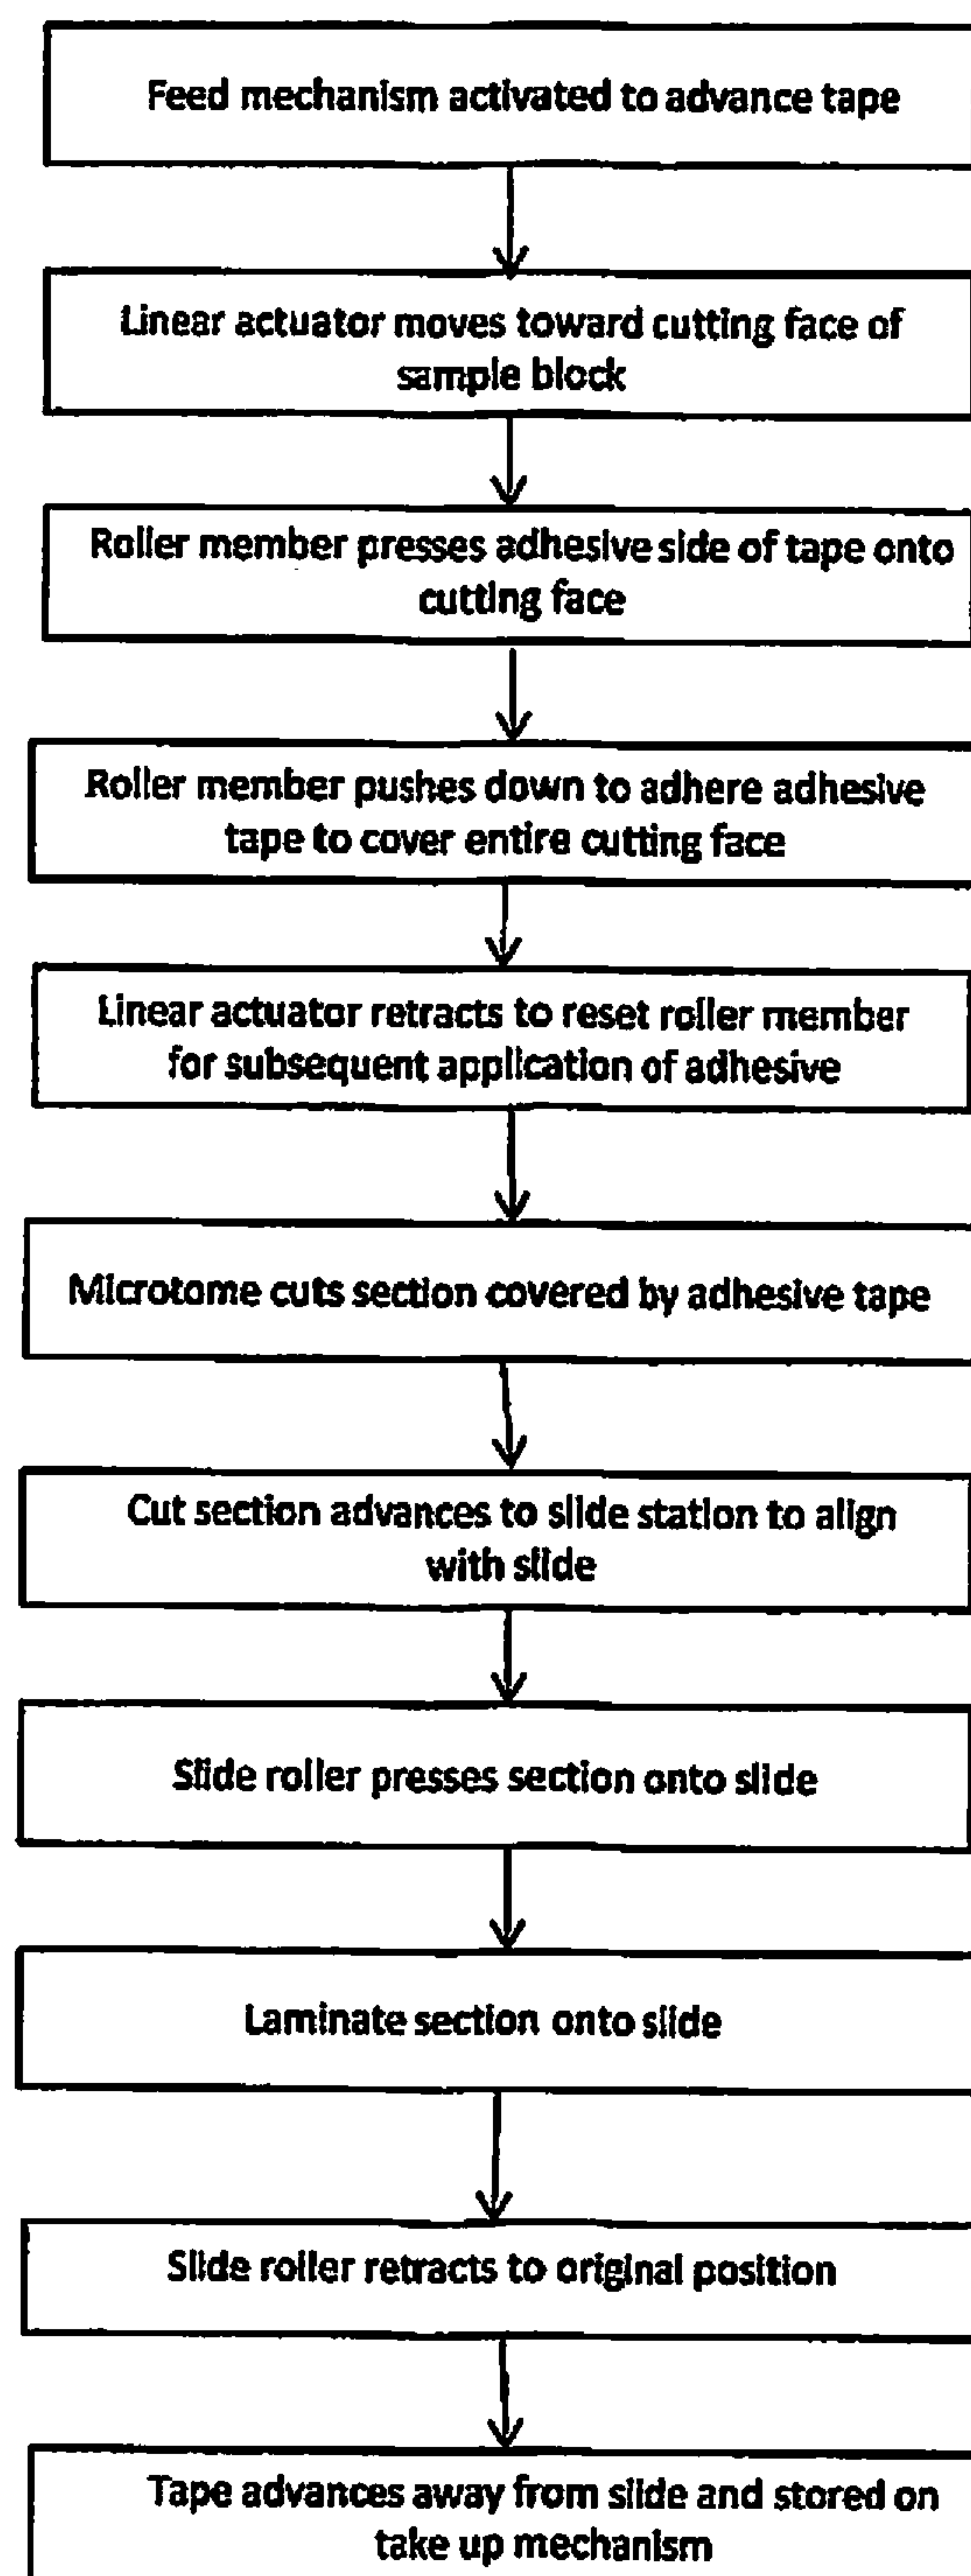 Feed mechanism activated to advance tape
Linear actuator moves toward cutting face of
sample block
Roller member presses adhesive side of tape onto
cutting face
Roller member pushes down to adhere adhesive
tape to cover entire cutting face
Linear actuator retracts to reset roller member
for subsequent application of adhesive
Microtome cuts section covered by adhesive tape
Cut section advances to slide station to align
with slide
Slide roller presses section onto slide
Laminate section onto slide
Slide roller retracts to original position
Tape advances away from slide and stored on
take up mechanism